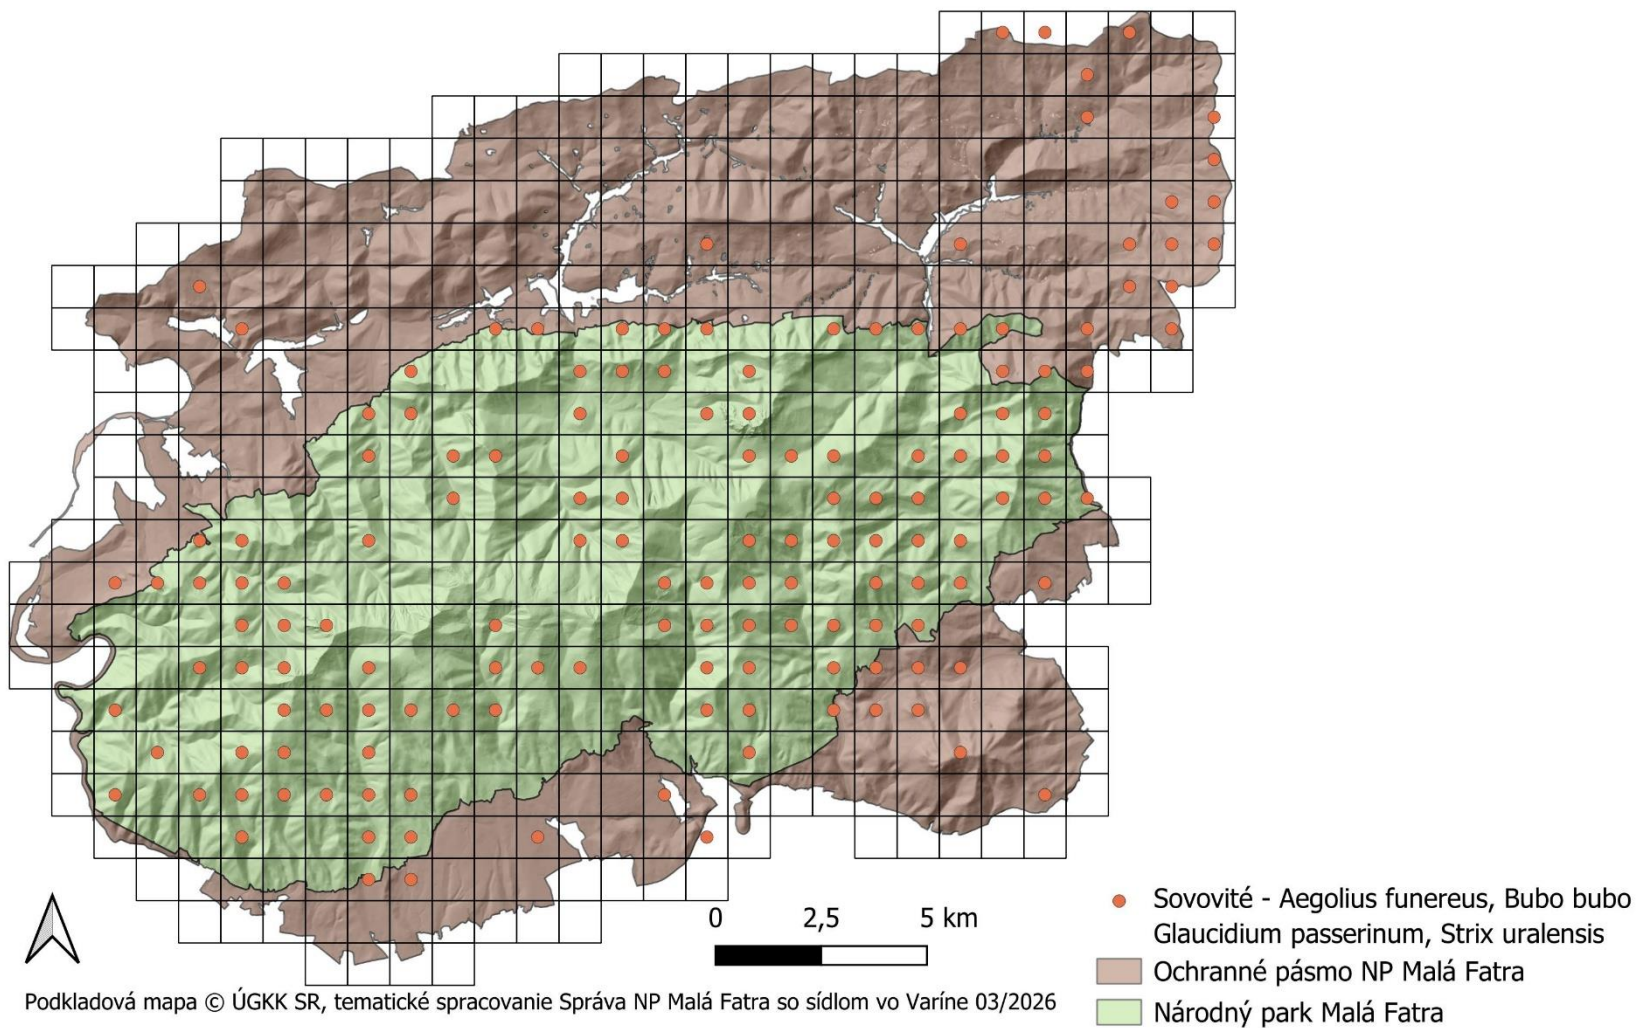 0 2,5 5 km
Sovovité - Aegolius funereus, Bubo bubo
Glaucidium passerinum, Strix uralensis
Ochranné pásmo NP Malá Fatra
Národný park Malá Fatra
Podkladová mapa © ÚGKK SR, tematické spracovanie Správa NP Malá Fatra so sídlom vo Varíne 03/2026